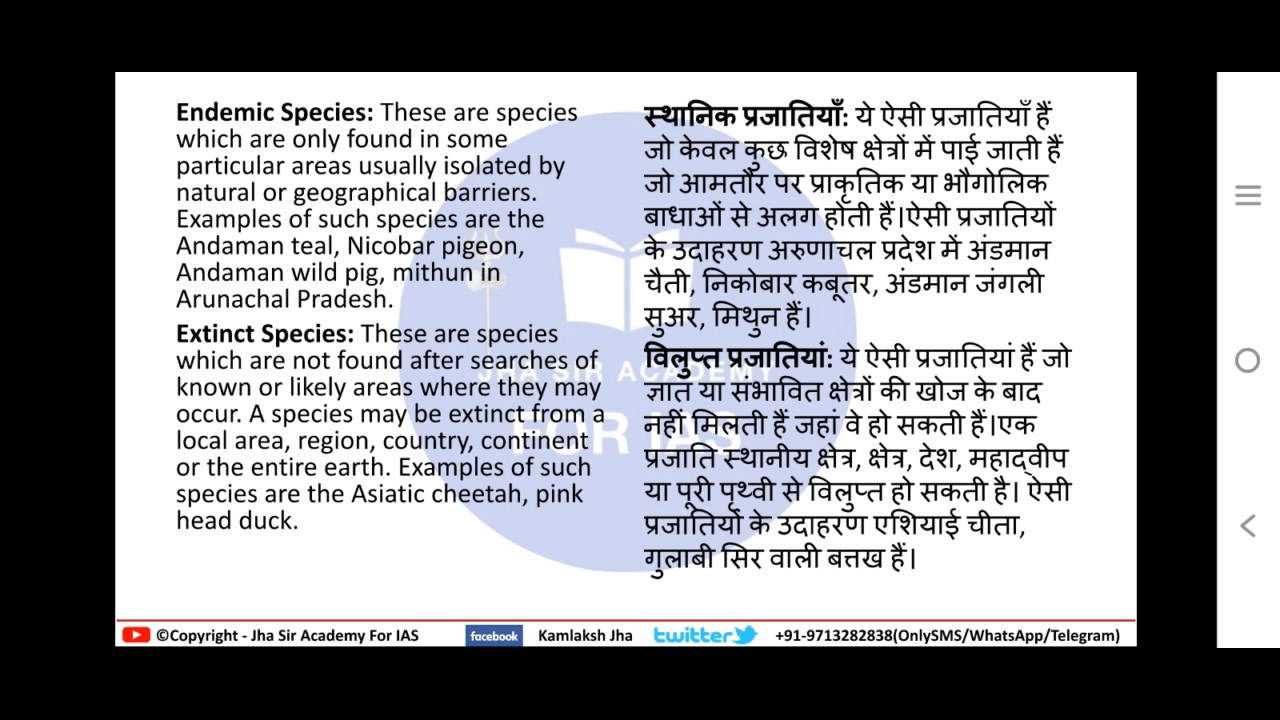 Endemic Species: These are species
which are only found in some
particular areas usually isolated by
natural or geographical barriers.
Examples of such species are the
Andaman teal, Nicobar pigeon,
Andaman wild pig, mithun in
Arunachal Pradesh.
Extinct Species: These are species
which are not found after searches of
known or likely areas where they may
occur. A species may be extinct from a
local area, region, country, continent
or the entire earth. Examples of such
species are the Asiatic cheetah, pink
head duck.
स्थानिक प्रजातियाँ: ये ऐसी प्रजातियाँ हैं
जो केवल कुछ विशेष क्षेत्रों में पाई जाती हैं
जो आमतौर पर प्राकृतिक या भौगोलिक
बाधाओं से अलग होती हैं।ऐसी प्रजातियों
के उदाहरण अरुणाचल प्रदेश में अंडमान
चैती, निकोबार कबूतर, अंडमान जंगली
सुअर, मिथुन हैं।
विलुप्त प्रजातियां: ये ऐसी प्रजातियां हैं जो
ज्ञात या संभावित क्षेत्रों की खोज के बाद
नहीं मिलती हैं जहां वे हो सकती हैं।एक
प्रजाति स्थानीय क्षेत्र, क्षेत्र, देश, महाद्वीप
या पूरी पृथ्वी से विलुप्त हो सकती है। ऐसी
प्रजातियों के उदाहरण एशियाई चीता,
गुलाबी सिर वाली बत्तख हैं।
JHA SIR ACADEMY
FOR IAS
©Copyright - Jha Sir Academy For IAS facebook Kamlaksh Jha twitter +91-9713282838(OnlySMS/WhatsApp/Telegram)